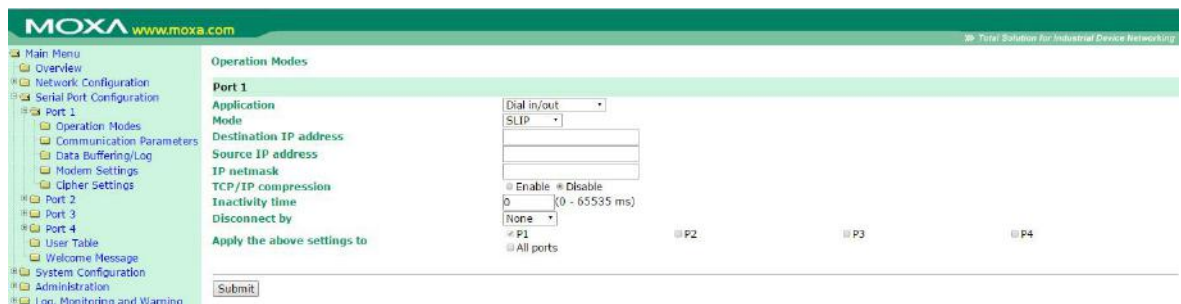 MOXA www.moxa.com
Total Solution for Industrial Device Networking
Main Menu
Overview
Network Configuration
Serial Port Configuration
Port 1
Operation Modes
Communication Parameters
Data Buffering/Log
Modem Settings
Cipher Settings
Port 2
Port 3
Port 4
User Table
Welcome Message
System Configuration
Administration
Log, Monitoring and Warning
Operation Modes
Port 1
Application Dial in/out
Mode SLIP
Destination IP address
Source IP address
IP netmask
TCP/IP compression Enable Disable
Inactivity time 0 (0 - 65535 ms)
Disconnect by None
Apply the above settings to P1 P2 P3 P4
All ports
Submit